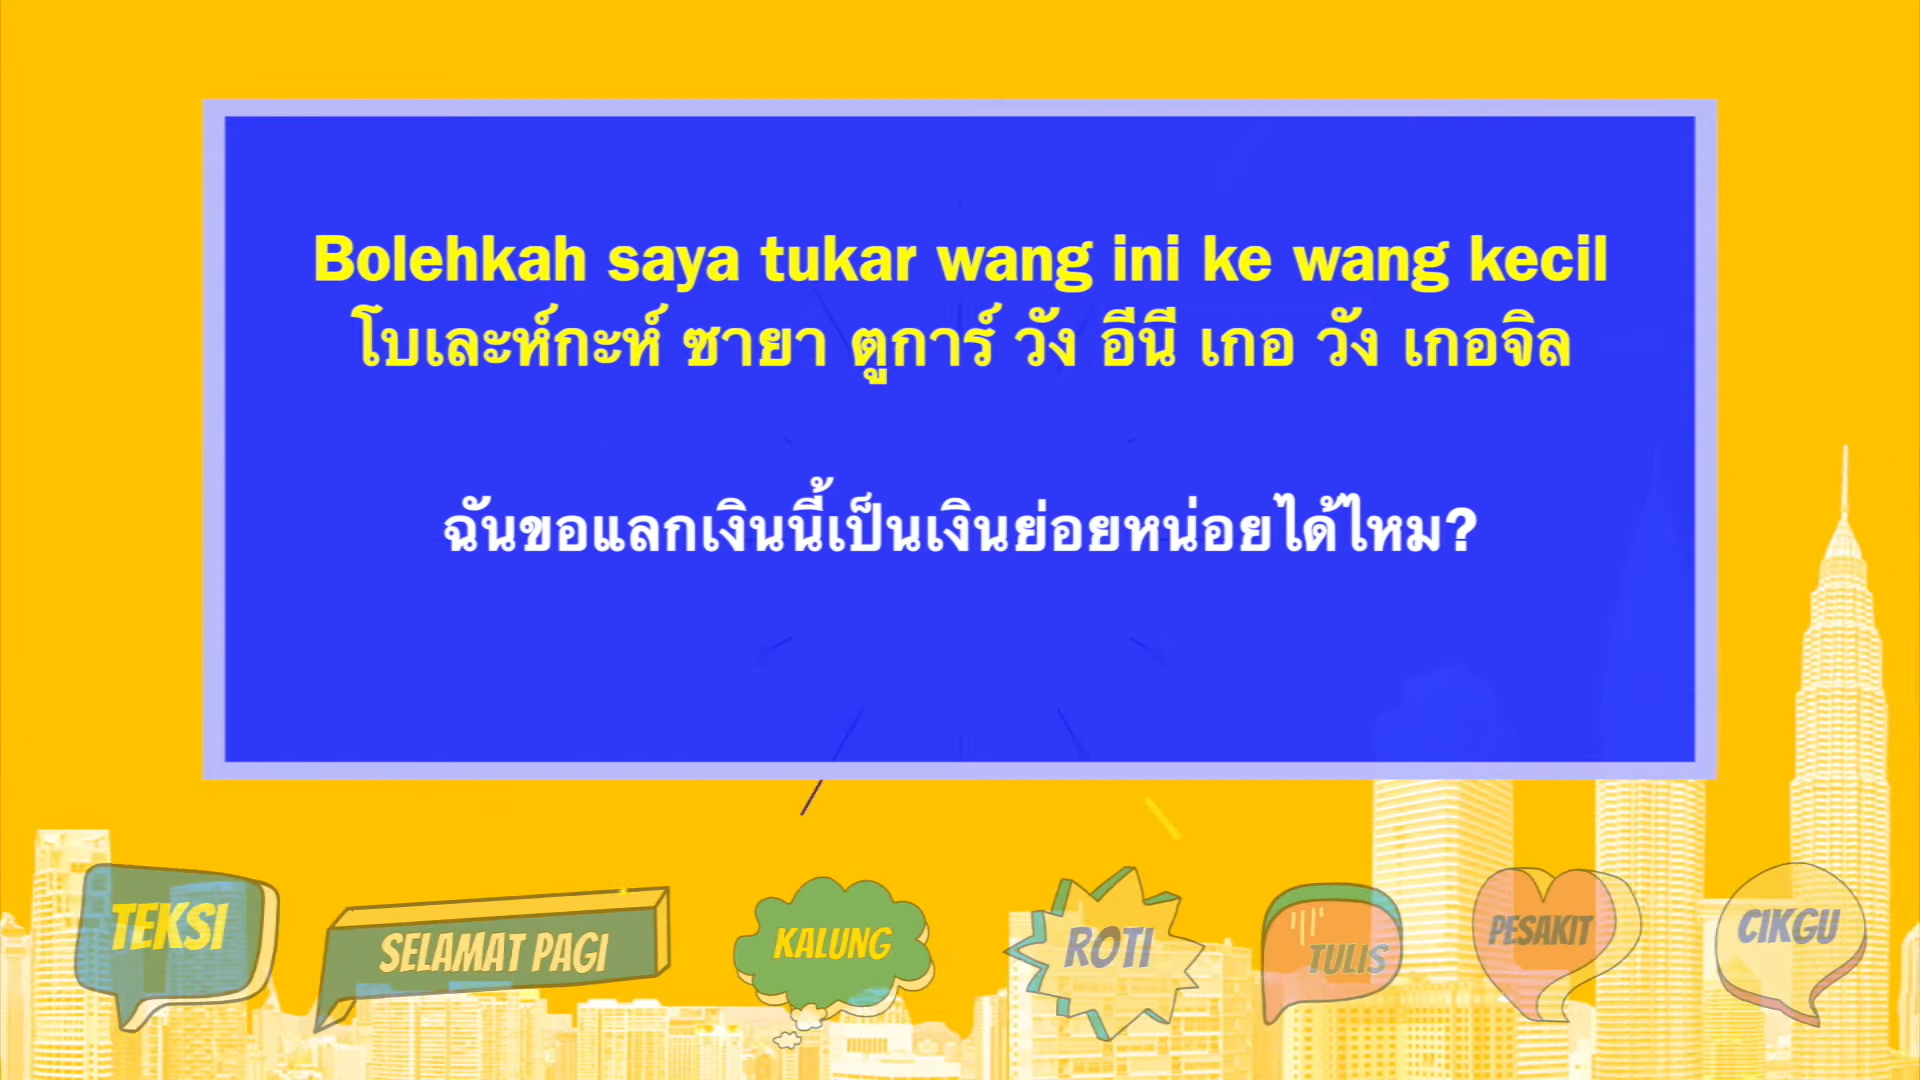 Bolehkah saya tukar wang ini ke wang kecil
โบเละห์กะห์ ซายา ตูการ์ วัง อีนี เกอ วัง เกอจิล
ฉันขอแลกเงินนี้เป็นเงินย่อยหน่อยได้ไหม?
TEKSI
SELAMAT PAGI
KALUNG
ROTI
TULIS
PESAKIT
CIKGU